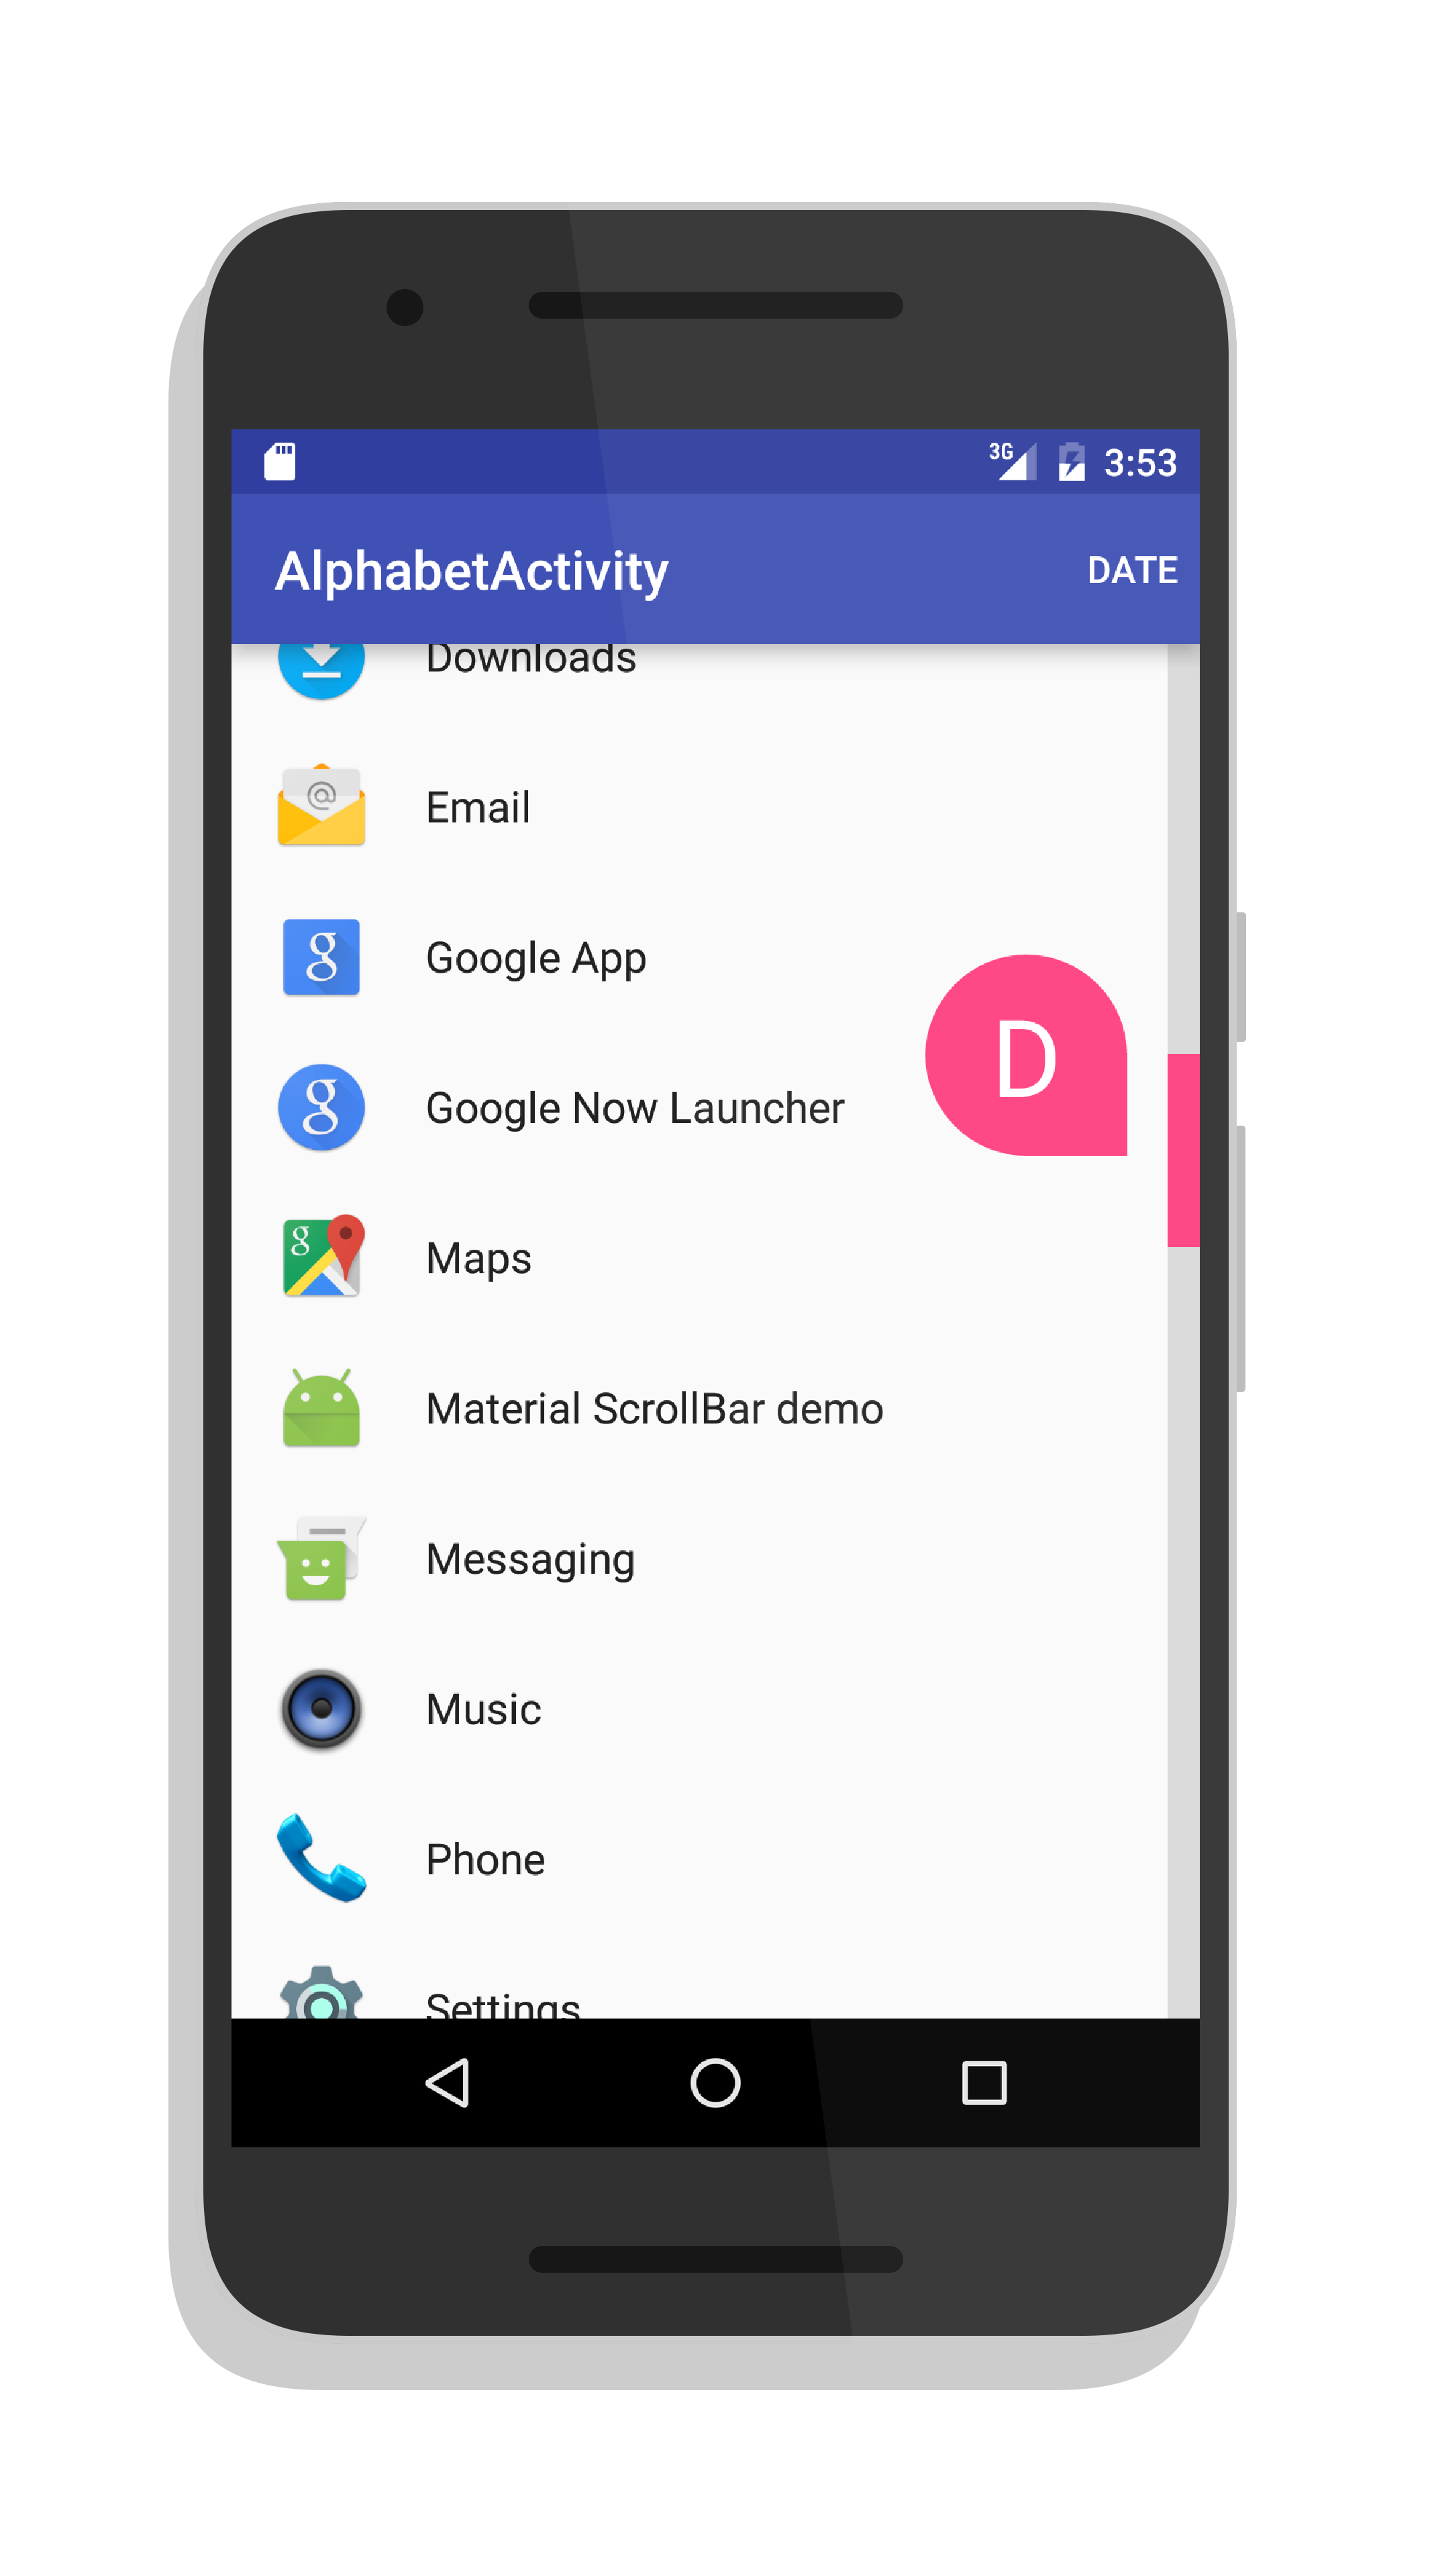 3G 3:53
AlphabetActivity DATE
Downloads
@
Email
g
Google App
D
g
Google Now Launcher
g
Maps
Material ScrollBar demo
Messaging
Music
Phone
Settings